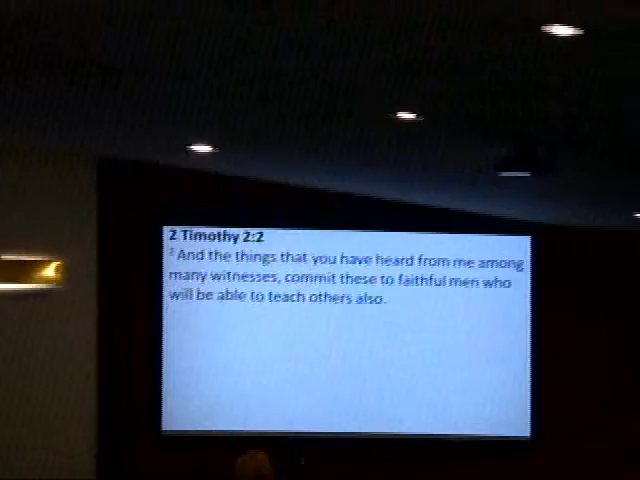 2 Timothy 2:2
2 And the things that you have heard from me among
many witnesses, commit these to faithful men who
will be able to teach others also.